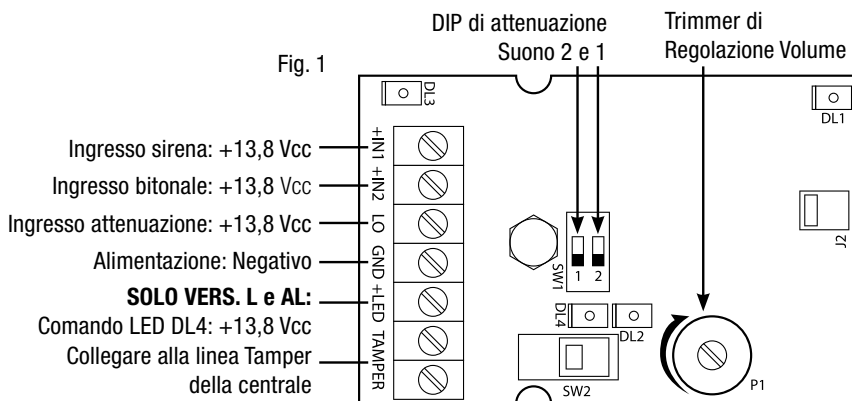 DIP di attenuazione
Suono 2 e 1
Trimmer di
Regolazione Volume
Fig. 1
DL3
DL1
Ingresso sirena: +13,8 Vcc
+IN1
Ingresso bitonale: +13,8 Vcc
+IN2
Ingresso attenuazione: +13,8 Vcc
LO
Alimentazione: Negativo
GND
SOLO VERS. L e AL:
+LED
Comando LED DL4: +13,8 Vcc
Collegare alla linea Tamper
della centrale
TAMPER
SW1
1 2
J2
DL4
DL2
SW2
P1